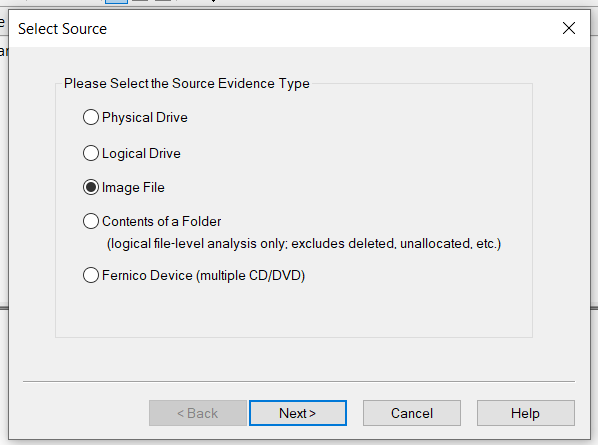 Select Source
Please Select the Source Evidence Type
Physical Drive
Logical Drive
Image File
Contents of a Folder
(logical file-level analysis only; excludes deleted, unallocated, etc.)
Fernico Device (multiple CD/DVD)
< Back
Next >
Cancel
Help